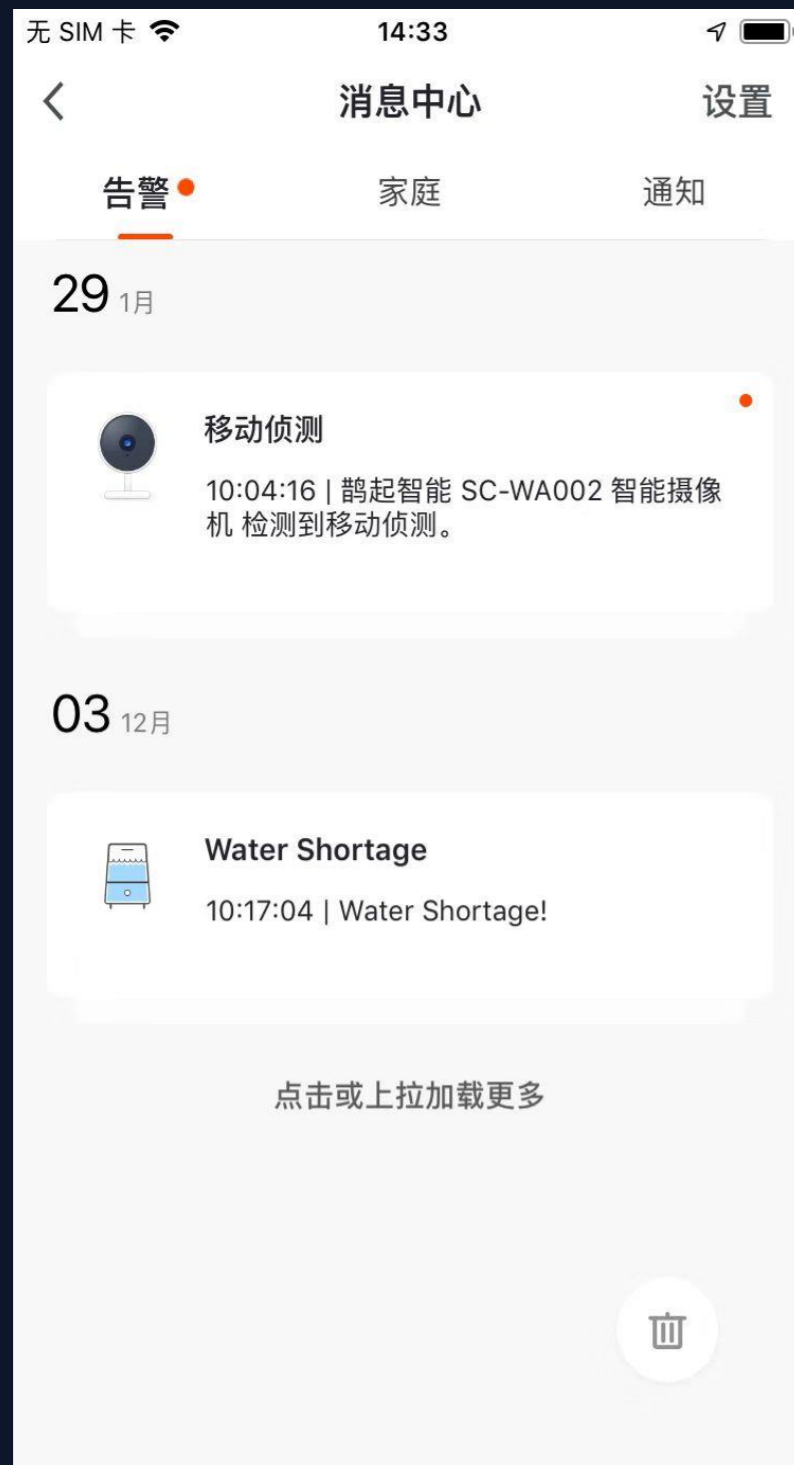 无 SIM 卡 14:33
消息中心 设置
告警 家庭 通知
29 1月
移动侦测
10:04:16 | 鹊起智能 SC-WA002 智能摄像
机 检测到移动侦测。
03 12月
Water Shortage
10:17:04 | Water Shortage!
点击或上拉加载更多